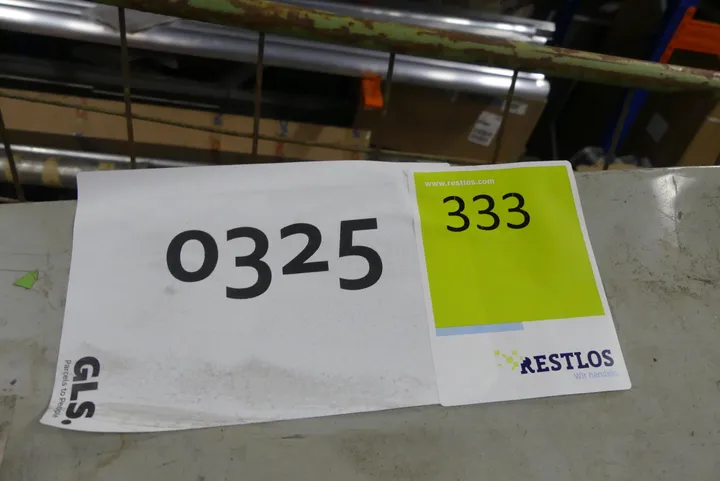 0325
GLS.
Parcels to People
www.restlos.com
333
RESTLOS
Wir handeln.